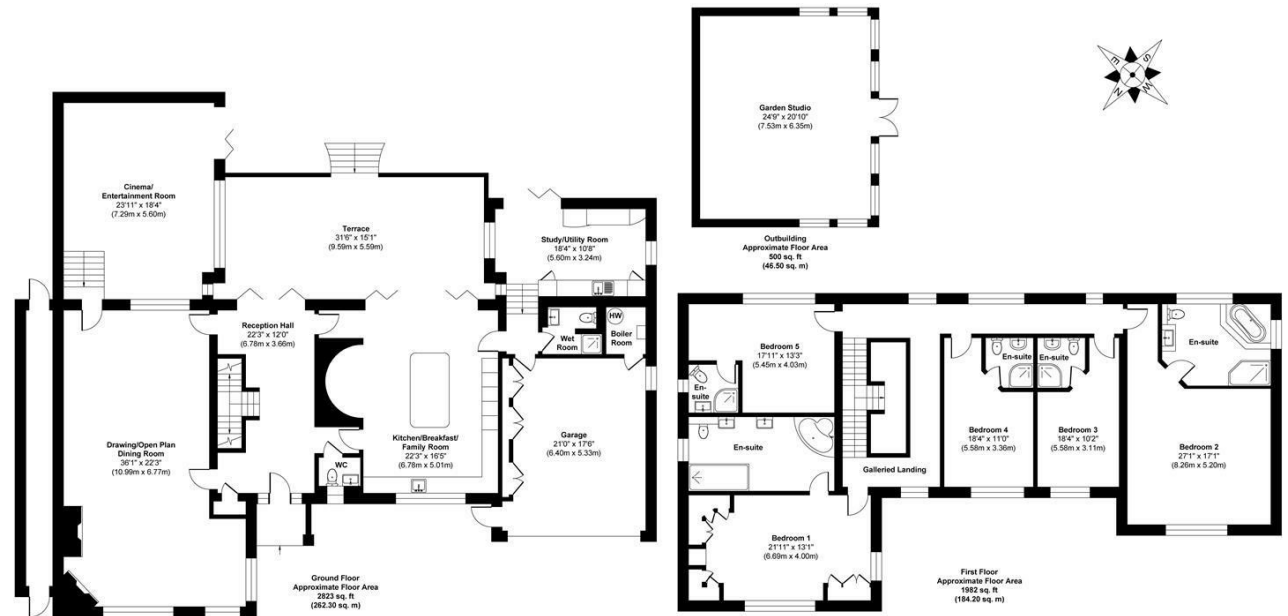 Cinema/
Entertainment Room
23'11" x 18'4"
(7.29m x 5.60m)
Terrace
31'6" x 15'1"
(9.59m x 5.59m)
Study/Utility Room
18'4" x 10'8"
(5.60m x 3.24m)
Reception Hall
22'3" x 12'0"
(6.78m x 3.66m)
Wet
Room
HW
Boiler
Room
Drawing/Open Plan
Dining Room
36'1" x 22'3"
(10.99m x 6.77m)
WC
Kitchen/Breakfast/
Family Room
22'3" x 16'5"
(6.78m x 5.01m)
Garage
21'0" x 17'6"
(6.40m x 5.33m)
Ground Floor
Approximate Floor Area
2823 sq. ft
(262.30 sq. m)
Garden Studio
24'9" x 20'10"
(7.53m x 6.35m)
Outbuilding
Approximate Floor Area
500 sq. ft
(46.50 sq. m)
S
E
W
N
Bedroom 5
17'11" x 13'3"
(5.45m x 4.03m)
En-
suite
En-suite
En-suite
En-suite
En-suite
Bedroom 4
18'4" x 11'0"
(5.58m x 3.36m)
Bedroom 3
18'4" x 10'2"
(5.58m x 3.11m)
Bedroom 2
27'1" x 17'1"
(8.26m x 5.20m)
Galleried Landing
Bedroom 1
21'11" x 13'1"
(6.69m x 4.00m)
First Floor
Approximate Floor Area
1982 sq. ft
(184.20 sq. m)